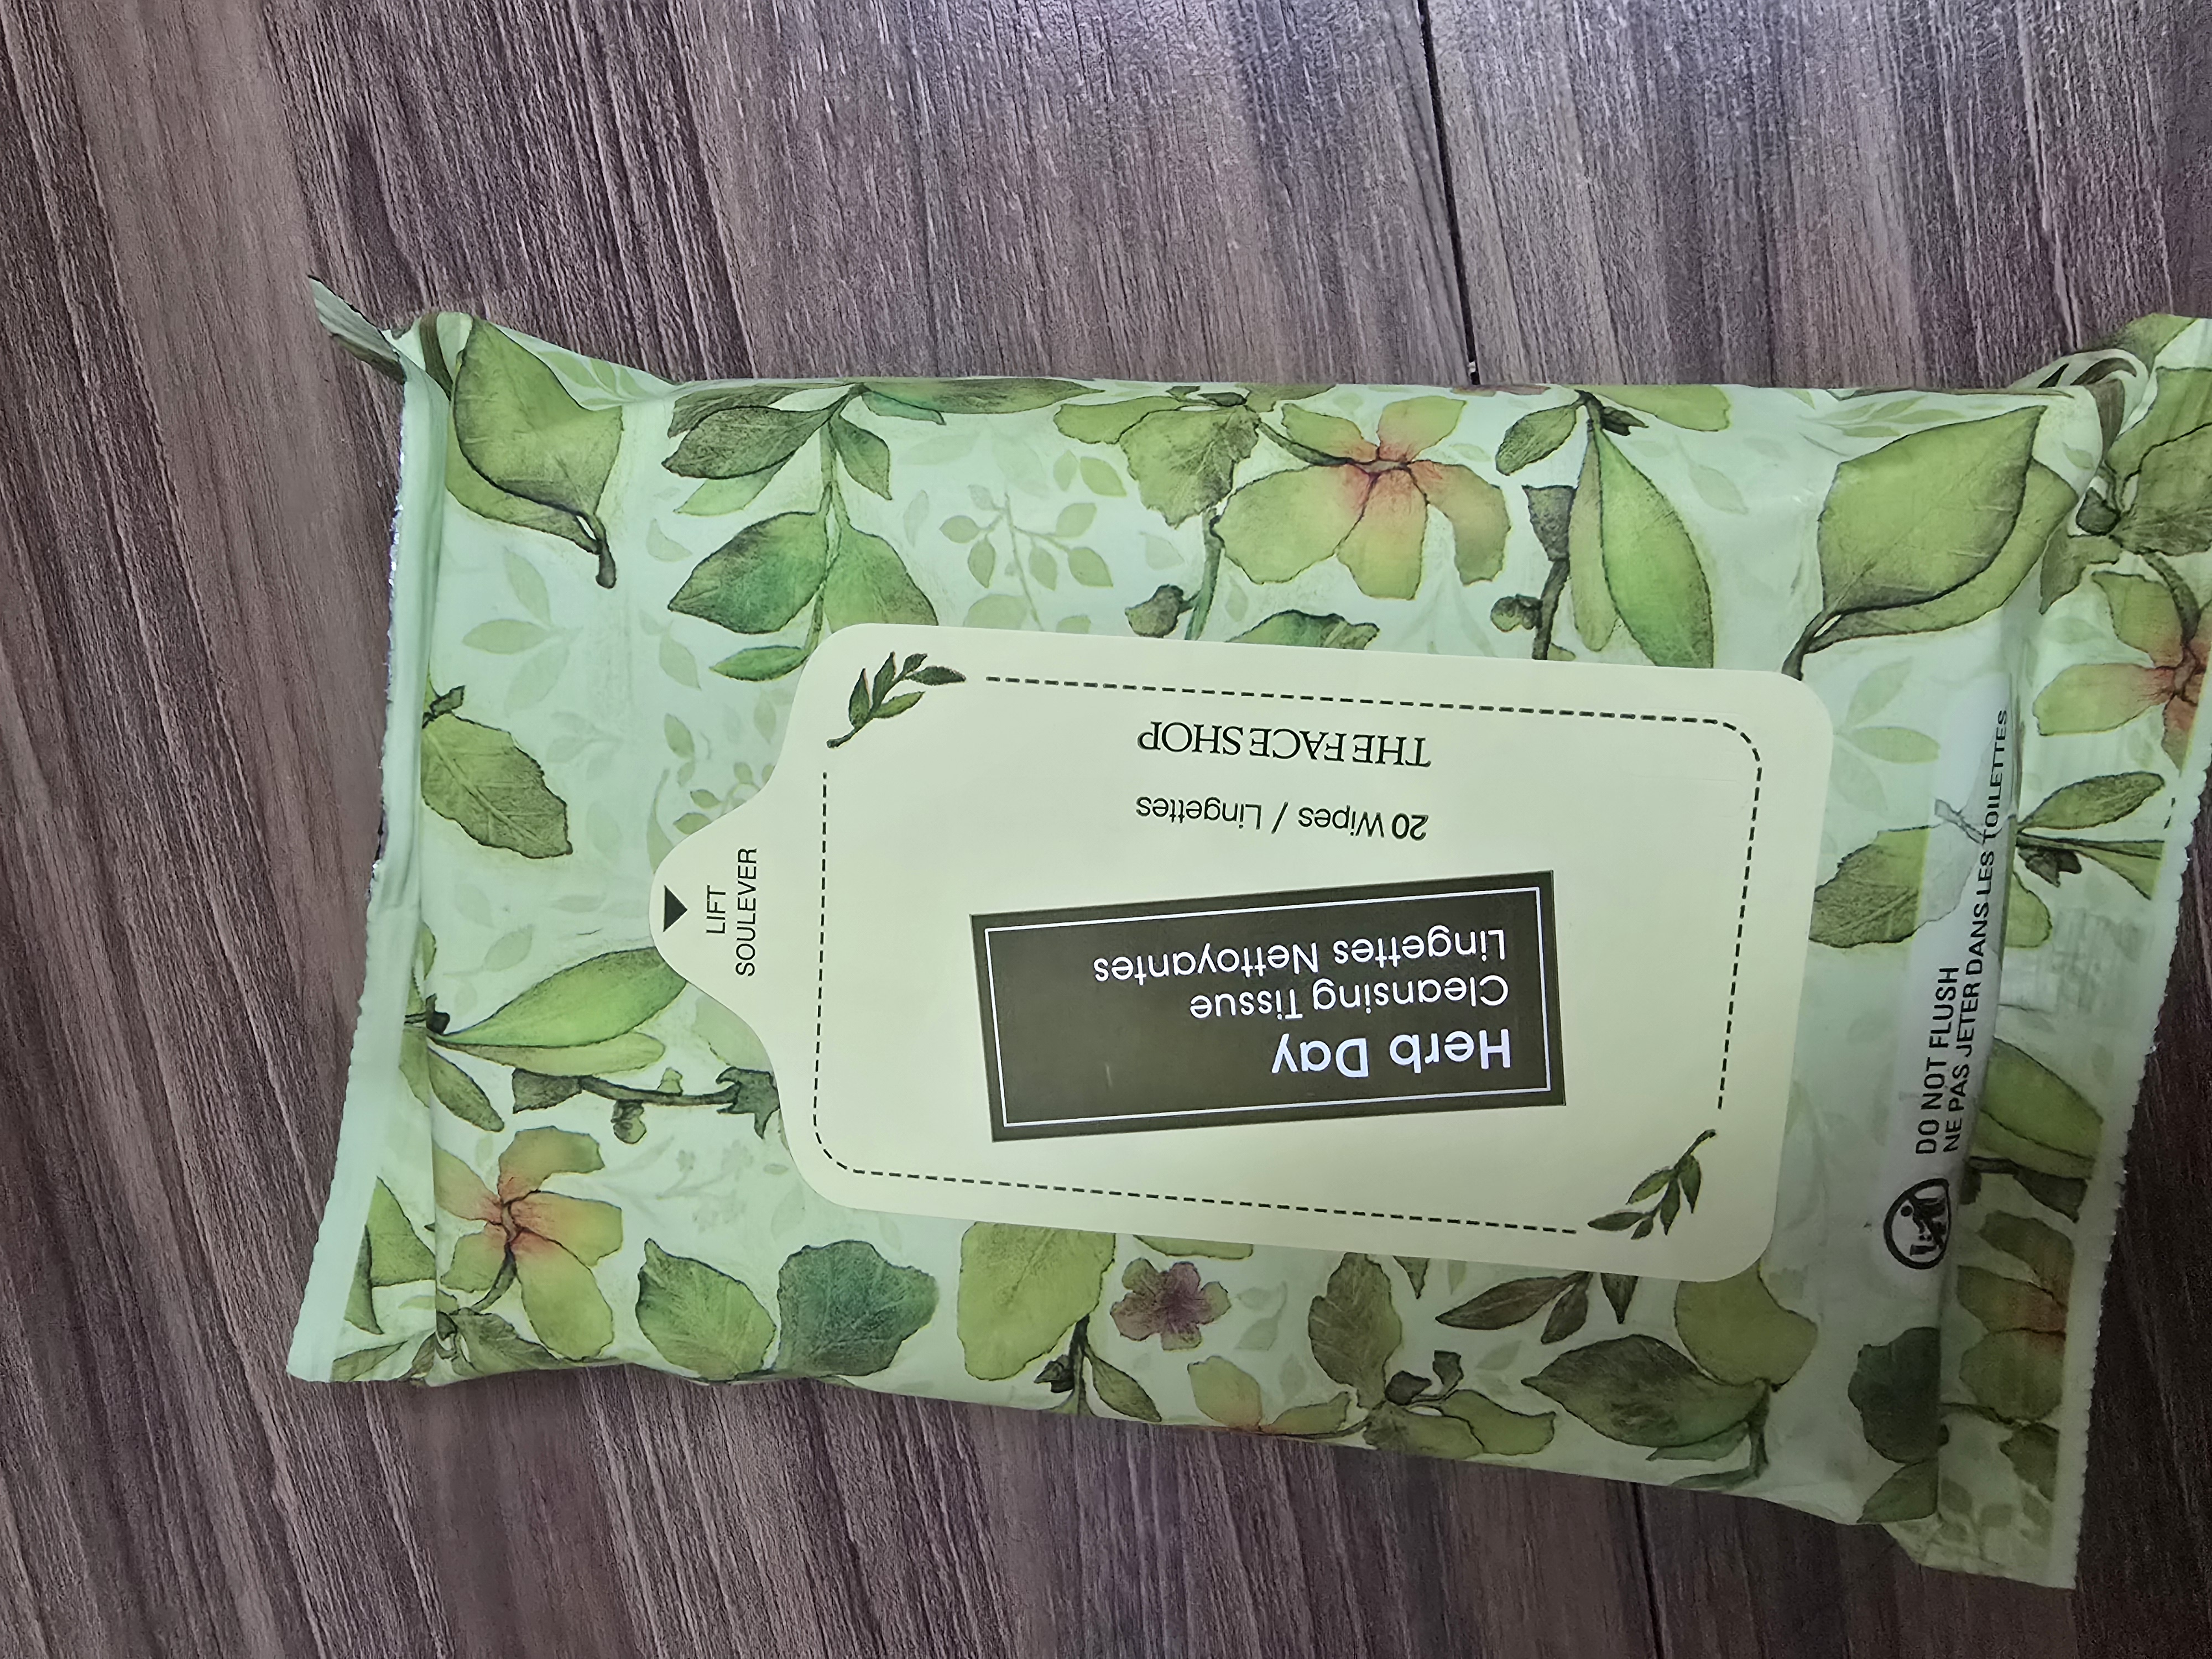 THE FACE SHOP
20 Wipes / Lingettes
Lingettes Nettoyantes
Cleansing Tissue
Herb Day
LIFT
SOULEVER
DO NOT FLUSH
NE PAS JETER DANS LES TOILETTES